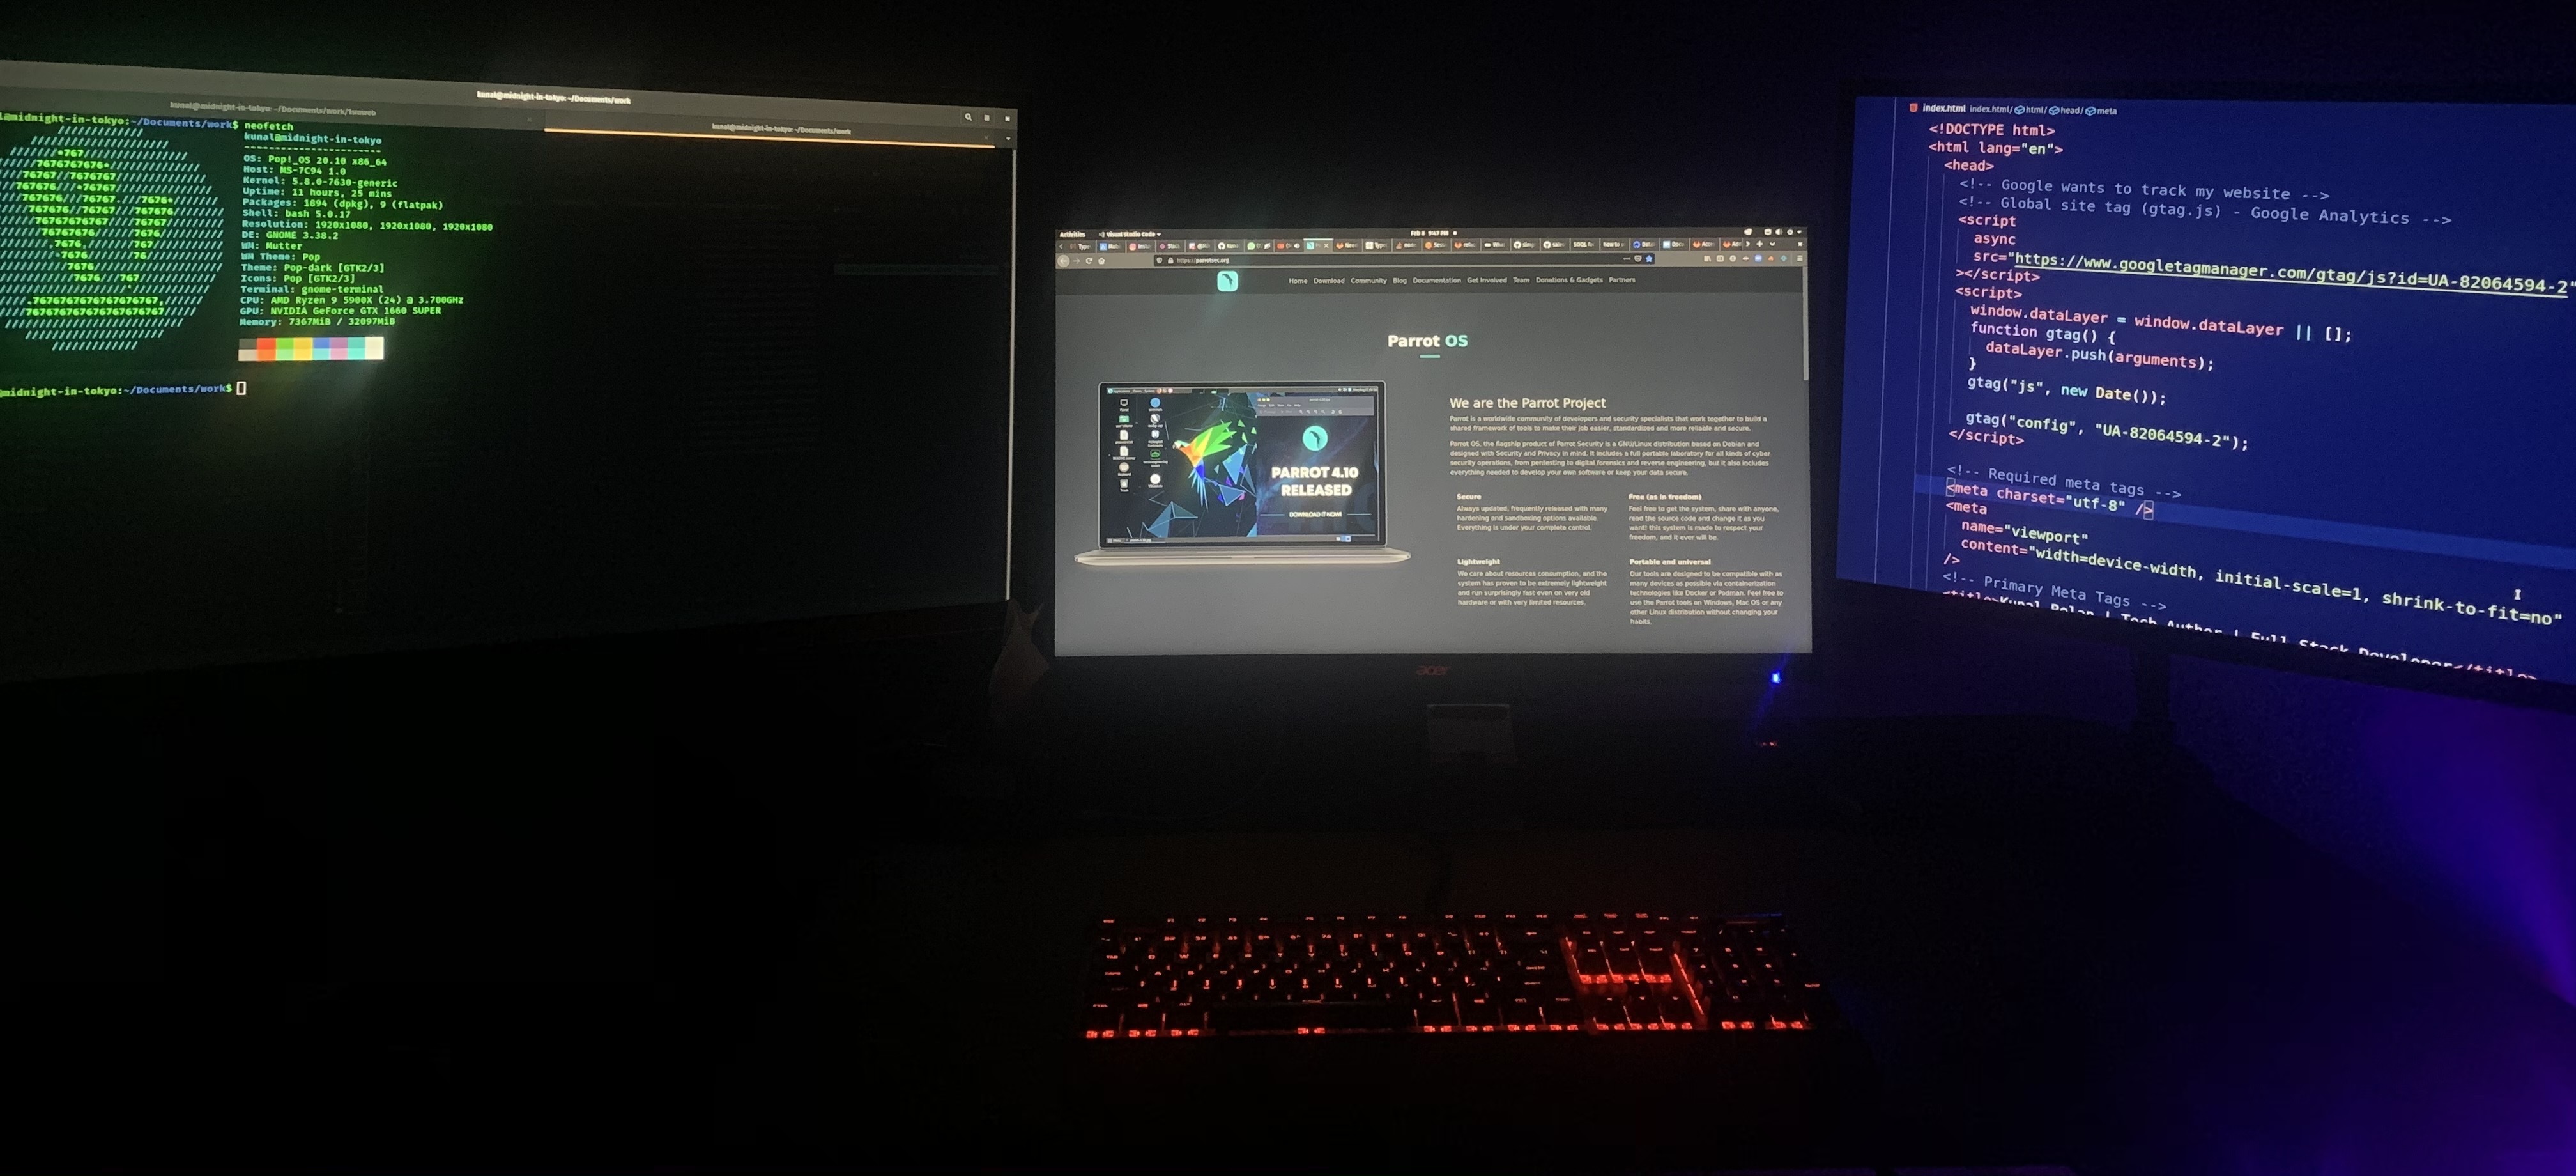 kunal@midnight-in-tokyo: ~/Documents/work
kunal@midnight-in-tokyo: ~/Documents/work/
kunal@midnight-in-tokyo: ~/Documents/work
@midnight-in-tokyo:~/Documents/work$ neofetch
kunal@midnight-in-tokyo
-----------------------
OS: Pop!_OS 20.10 x86_64
Host: MS-7C94 1.0
Kernel: 5.8.0-7630-generic
Uptime: 11 hours, 25 mins
Packages: 1894 (dpkg), 9 (flatpak)
Shell: bash 5.0.17
Resolution: 1920x1080, 1920x1080, 1920x1080
DE: GNOME 3.38.2
WM: Mutter
WM Theme: Pop
Theme: Pop-dark [GTK2/3]
Icons: Pop [GTK2/3]
Terminal: gnome-terminal
CPU: AMD Ryzen 9 5900X (24) @ 3.700GHz
GPU: NVIDIA GeForce GTX 1660 SUPER
Memory: 7367MiB / 32097MiB
@midnight-in-tokyo:~/Documents/work$
Activities Visual Studio Code Feb 8
https://parrotsec.org
Home Download Community Blog Documentation Get Involved Team Donations & Gadgets Partners
Parrot OS
PARROT 4.10
RELEASED
DOWNLOAD IT NOW!
We are the Parrot Project
Parrot is a worldwide community of developers and security specialists that work together to build a
shared framework of tools to make their job easier, standardized and more reliable and secure.
Parrot OS, the flagship product of Parrot Security is a GNU/Linux distribution based on Debian and
designed with Security and Privacy in mind. It includes a full portable laboratory for all kinds of cyber
security operations, from pentesting to digital forensics and reverse engineering, but it also includes
everything needed to develop your own software or keep your data secure.
Secure
Always updated, frequently released with many
hardening and sandboxing options available.
Everything is under your complete control.
Free (as in freedom)
Feel free to get the system, share with anyone,
read the source code and change it as you
want! this system is made to respect your
freedom, and it ever will be.
Lightweight
We care about resources consumption, and the
system has proven to be extremely lightweight
and run surprisingly fast even on very old
hardware or with very limited resources.
Portable and universal
Our tools are designed to be compatible with as
many devices as possible via containerization
technologies like Docker or Podman. Feel free to
use the Parrot tools on Windows, Mac OS or any
other Linux distribution without changing your
habits.
acer
index.html index.html/ html/ head/ meta
<!DOCTYPE html>
<html lang="en">
<head>
<!-- Google wants to track my website -->
<!-- Global site tag (gtag.js) - Google Analytics -->
<script
async
src="https://www.googletagmanager.com/gtag/js?id=UA-82064594-2"
></script>
<script>
window.dataLayer = window.dataLayer || [];
function gtag() {
dataLayer.push(arguments);
}
gtag("js", new Date());
gtag("config", "UA-82064594-2");
</script>
<!-- Required meta tags -->
<meta charset="utf-8" />
<meta
name="viewport"
content="width=device-width, initial-scale=1, shrink-to-fit=no"
/>
<!-- Primary Meta Tags -->
<title>Kunal | Tech Author | Full Stack Developer</title>